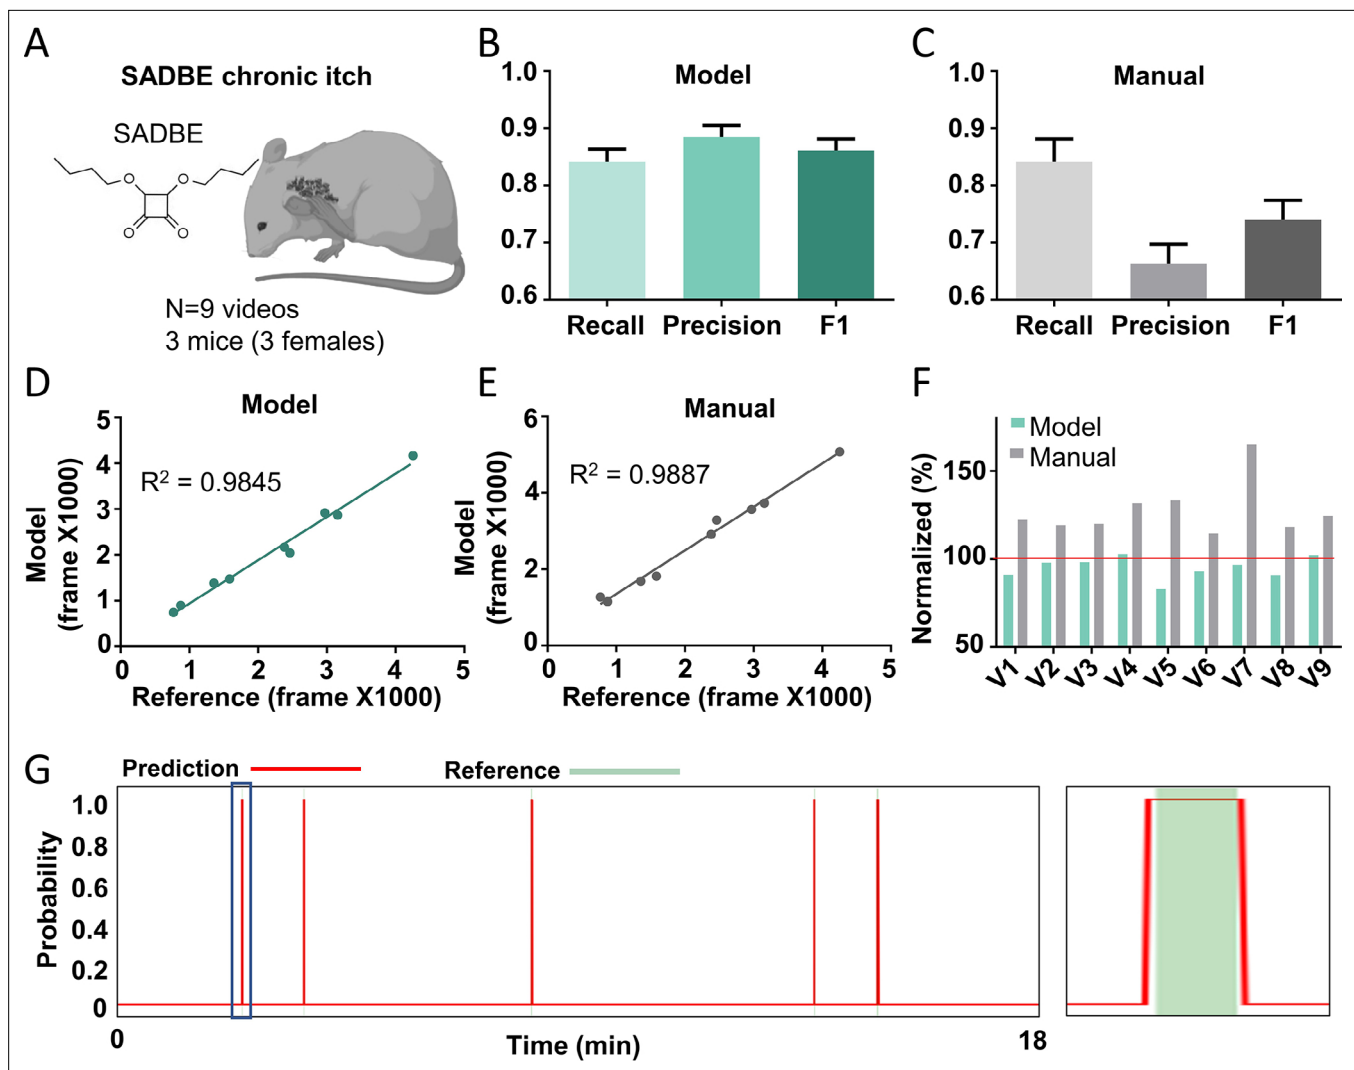 A
SADBE chronic itch
SADBE
O
O
O
O
N=9 videos
3 mice (3 females)
B
Model
1.0
0.9
0.8
0.7
0.6
Recall
Precision
F1
C
Manual
1.0
0.9
0.8
0.7
0.6
Recall
Precision
F1
D
Model
R² = 0.9845
Model
(frame X1000)
5
4
3
2
1
0
0
1
2
3
4
5
Reference (frame X1000)
E
Manual
R² = 0.9887
Model
(frame X1000)
6
4
2
0
0
1
2
3
4
5
Reference (frame X1000)
F
Model
Manual
Normalized (%)
150
100
50
V1
V2
V3
V4
V5
V6
V7
V8
V9
G
Prediction
Reference
Probability
1.0
0.8
0.6
0.4
0.2
0
0
Time (min)
18